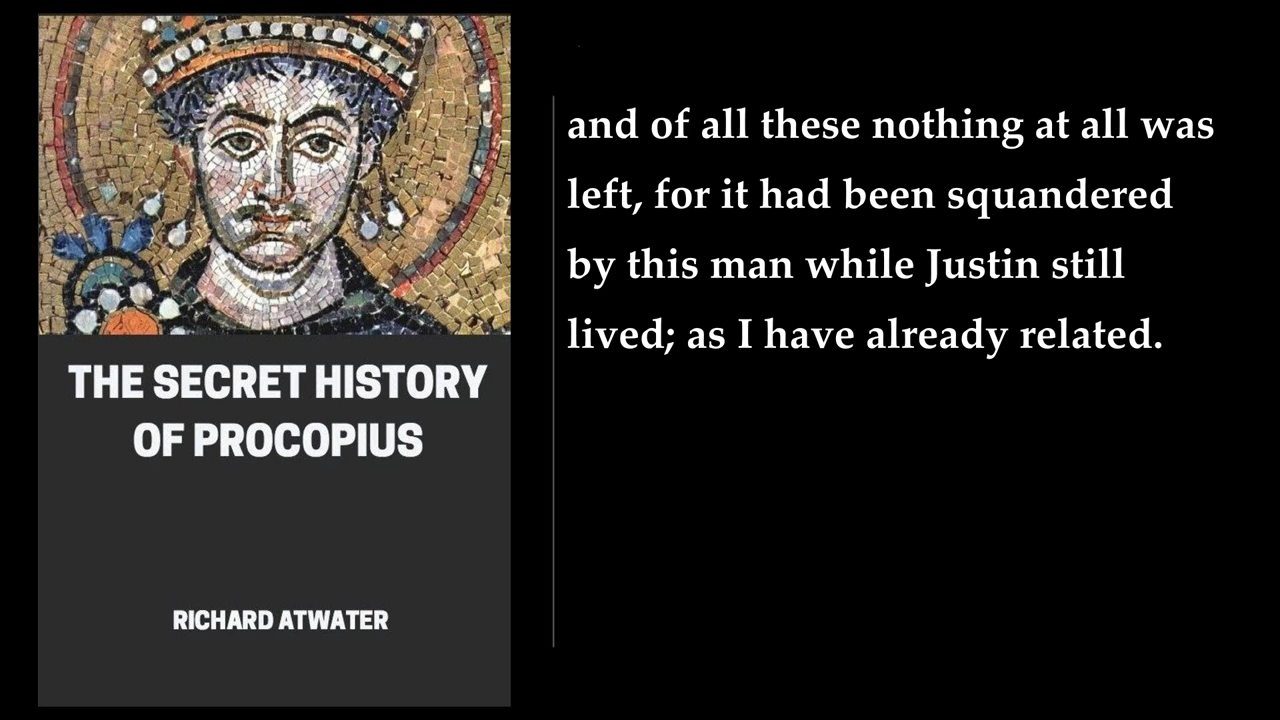 THE SECRET HISTORY
OF PROCOPIUS
RICHARD ATWATER
and of all these nothing at all was
left, for it had been squandered
by this man while Justin still
lived; as I have already related.